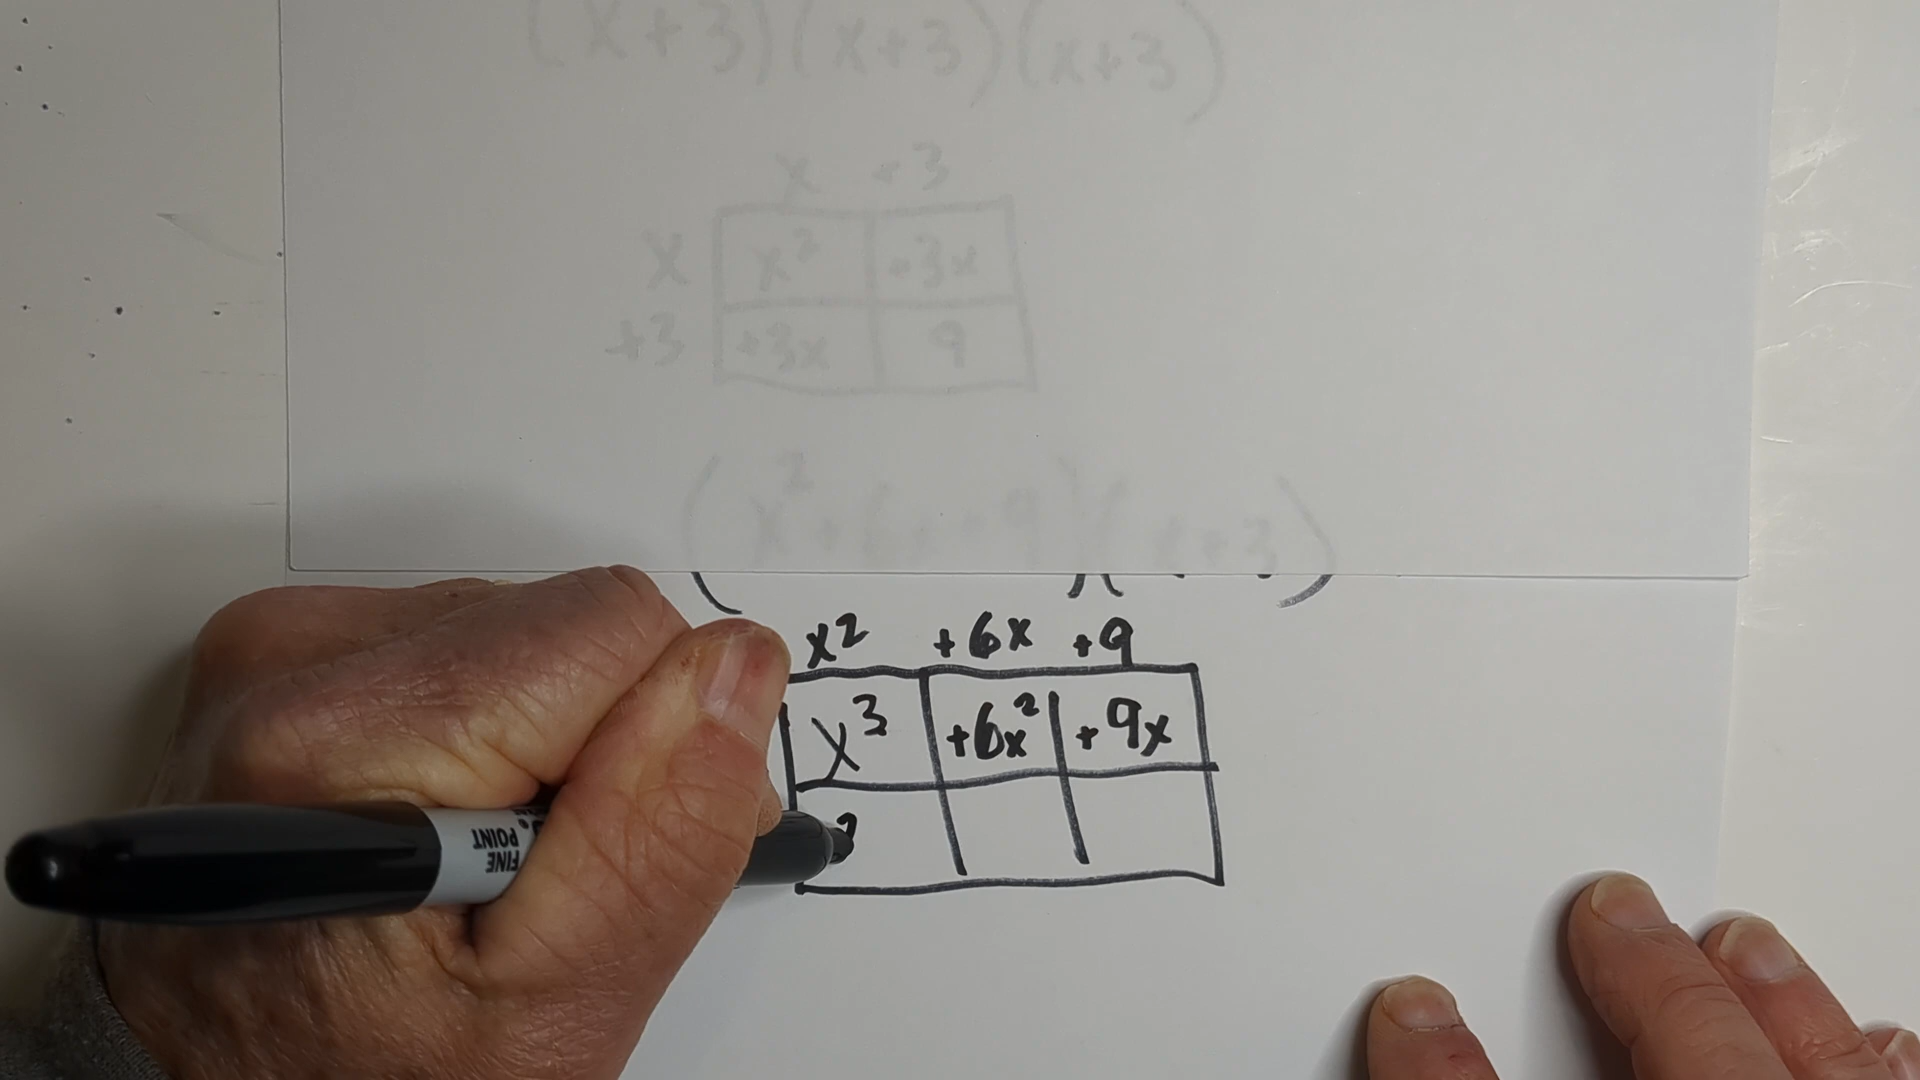 (x+3)(x+3)(x+3)
x +3
x x² +3x
+3 +3x 9
(x²+6x+9)(x+3)
x2 +6x +9
x³ +6x² +9x
FINE
POINT